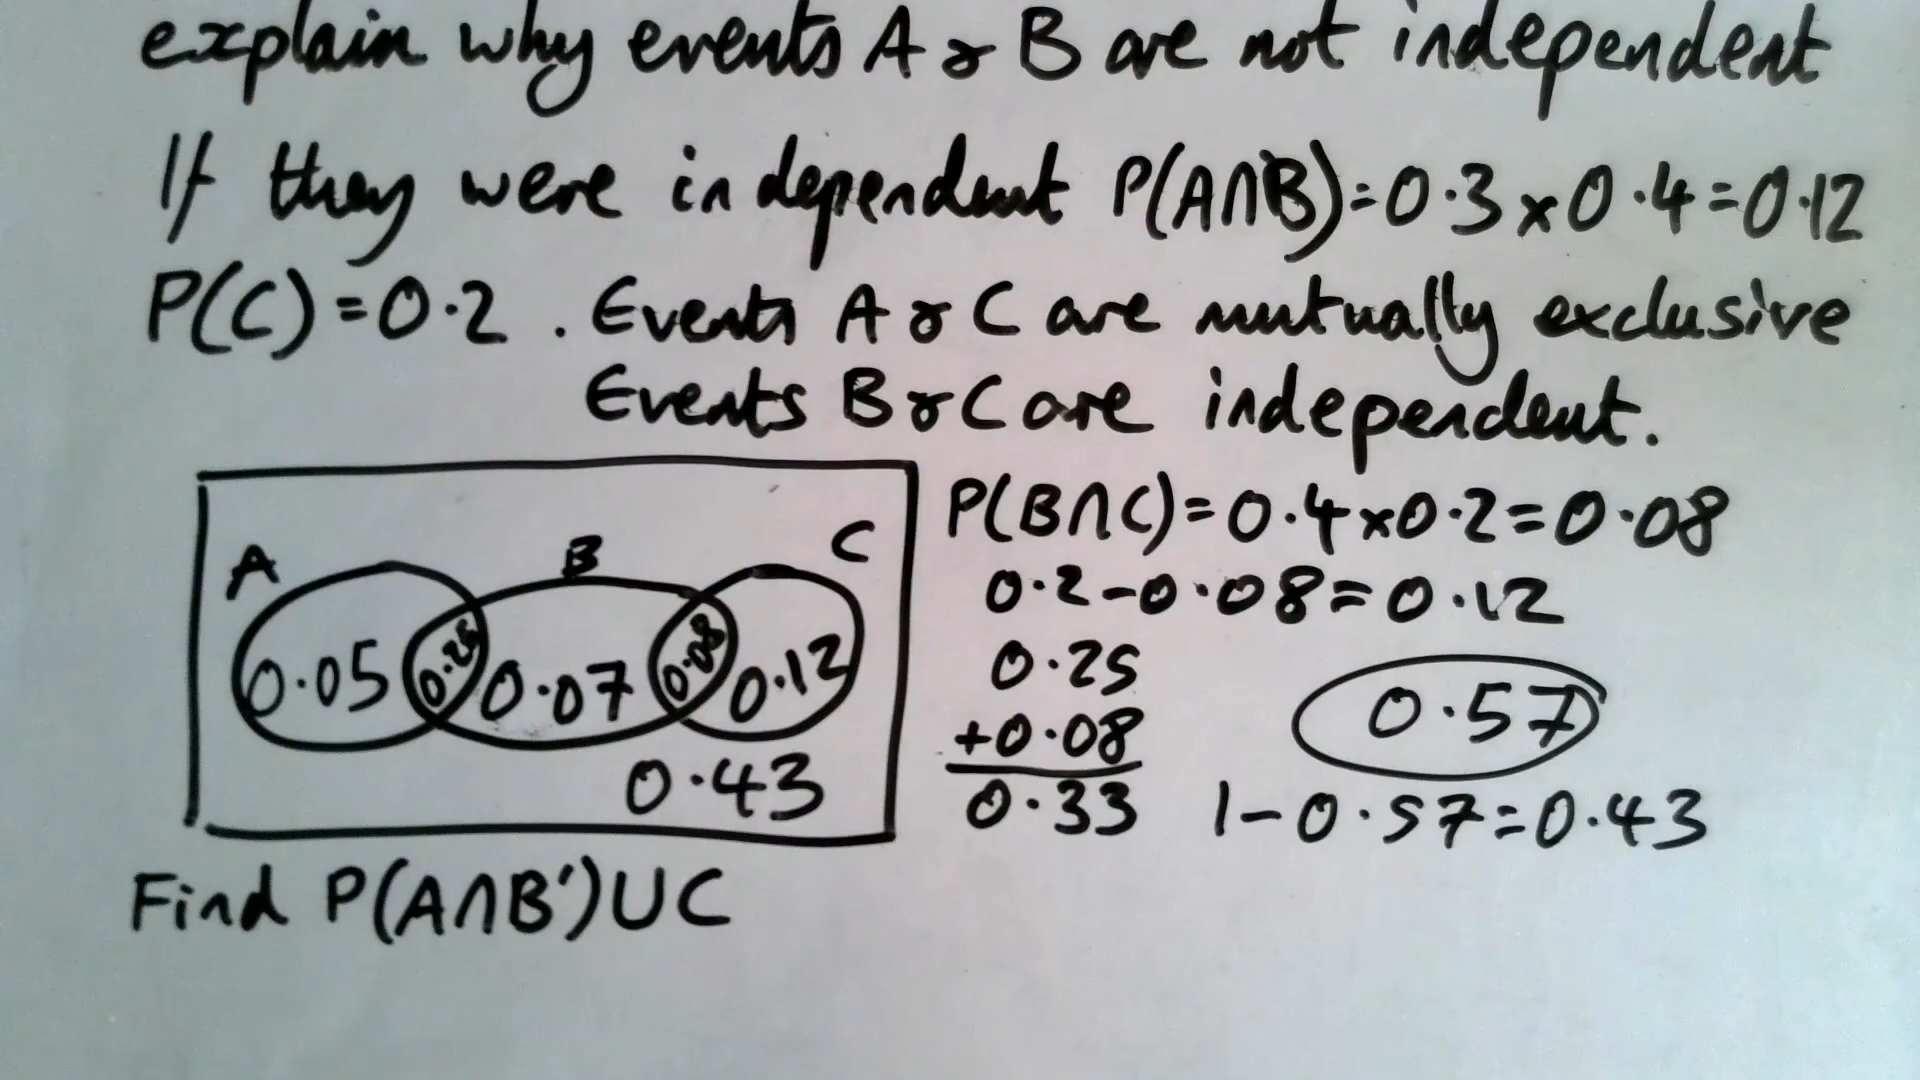 explain why events A & B are not independent
If they were independent P(A∩B)=0.3×0.4=0.12
P(C)=0.2. Events A & C are mutually exclusive
Events B & C are independent.
P(B∩C)=0.4×0.2=0.08
0.2-0.08=0.12
A B C
0.05 0.25 0.07 0.08 0.12
0.43
0.25
+0.08
0.33
0.57
1-0.57=0.43
Find P(A∩B')∪C